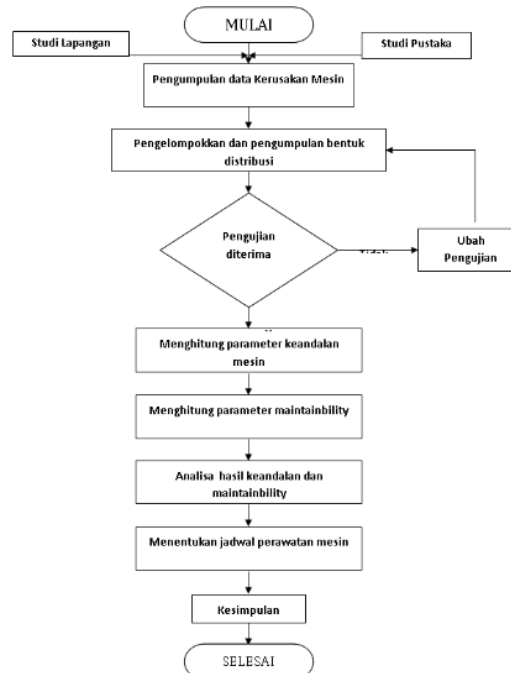 MULAI
Studi Lapangan
Studi Pustaka
Pengumpulan data Kerusakan Mesin
Pengelompokkan dan pengumpulan bentuk
distribusi
Pengujian
diterima
Ubah
Pengujian
Menghitung parameter keandalan
mesin
Menghitung parameter maintainbility
Analisa hasil keandalan dan
maintainbility
Menentukan jadwal perawatan mesin
Kesimpulan
SELESAI